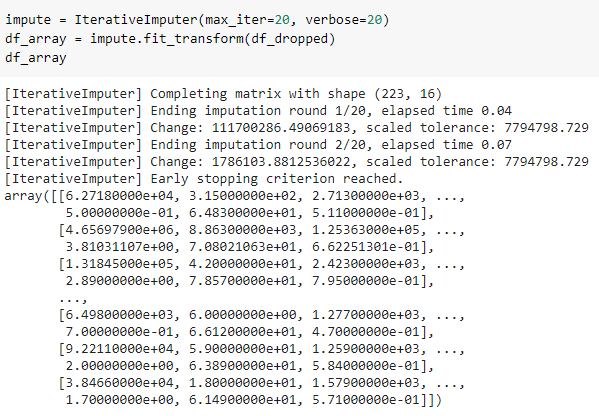 impute = IterativeImputer(max_iter=20, verbose=20)
df_array = impute.fit_transform(df_dropped)
df_array
[IterativeImputer] Completing matrix with shape (223, 16)
[IterativeImputer] Ending imputation round 1/20, elapsed time 0.04
[IterativeImputer] Change: 111700286.49069183, scaled tolerance: 7794798.729
[IterativeImputer] Ending imputation round 2/20, elapsed time 0.07
[IterativeImputer] Change: 1786103.8812536022, scaled tolerance: 7794798.729
[IterativeImputer] Early stopping criterion reached.
array([[6.27180000e+04, 3.15000000e+02, 2.71300000e+03, ...,
5.00000000e-01, 6.48300000e+01, 5.11000000e-01],
[4.65697900e+06, 8.86300000e+03, 1.25363000e+05, ...,
3.81031107e+00, 7.08021063e+01, 6.62251301e-01],
[1.31845000e+05, 4.20000000e+01, 2.42300000e+03, ...,
2.89000000e+00, 7.85700000e+01, 7.95000000e-01],
...,
[6.49800000e+03, 6.00000000e+00, 1.27700000e+03, ...,
7.00000000e-01, 6.61200000e+01, 4.70000000e-01],
[9.22110000e+04, 5.90000000e+01, 1.25900000e+03, ...,
2.00000000e+00, 6.38900000e+01, 5.84000000e-01],
[3.84660000e+04, 1.80000000e+01, 1.57900000e+03, ...,
1.70000000e+00, 6.14900000e+01, 5.71000000e-01]])